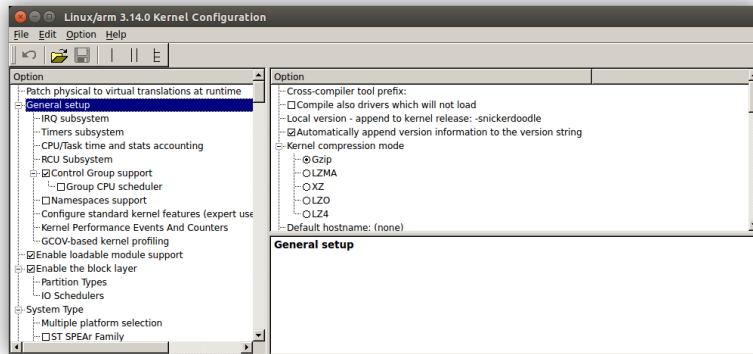 Linux/arm 3.14.0 Kernel Configuration
File Edit Option Help
Option
Patch physical to virtual translations at runtime
General setup
IRQ subsystem
Timers subsystem
CPU/Task time and stats accounting
RCU Subsystem
Control Group support
Group CPU scheduler
Namespaces support
Configure standard kernel features (expert use
Kernel Performance Events And Counters
GCOV-based kernel profiling
Enable loadable module support
Enable the block layer
Partition Types
IO Schedulers
System Type
Multiple platform selection
ST SPEAr Family
Option
Cross-compiler tool prefix:
Compile also drivers which will not load
Local version - append to kernel release: -snickerdoodle
Automatically append version information to the version string
Kernel compression mode
Gzip
LZMA
XZ
LZO
LZ4
Default hostname: (none)
General setup